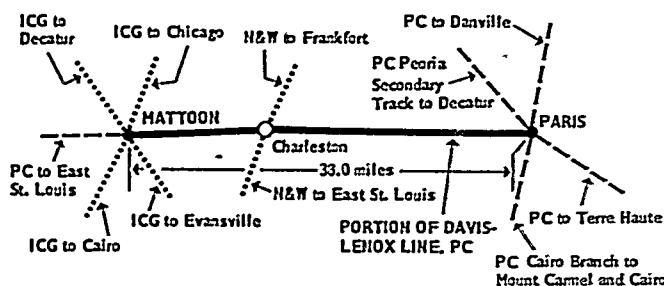 ICG to
Decatur
ICG to Chicago
N&W to Frankfort
PC to Danville
PC Peoria
Secondary
Track to Decatur
MATTOON
PARIS
Charleston
PC to East
St. Louis
33.0 miles
N&W to East St. Louis
ICG to Evansville
ICG to Cairo
PORTION OF DAVIS-
LENOX LINE, PC
PC to Terre Haute
PC Cairo Branch to
Mount Carmel and Cairo